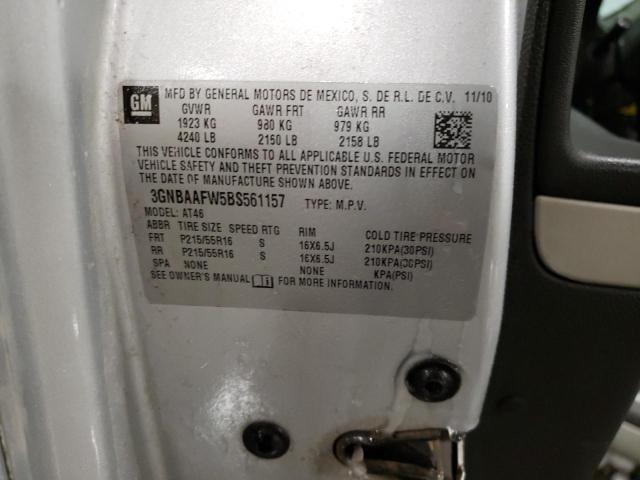 GM
MFD BY GENERAL MOTORS DE MEXICO, S. DE R.L. DE C.V. 11/10
GVWR GAWR FRT GAWR RR
1923 KG 980 KG 979 KG
4240 LB 2150 LB 2158 LB
THIS VEHICLE CONFORMS TO ALL APPLICABLE U.S. FEDERAL MOTOR
VEHICLE SAFETY AND THEFT PREVENTION STANDARDS IN EFFECT ON
DATE OF MANUFACTURE SHOWN ABOVE.
3GNBAAFW5BS561157 TYPE: M.P.V.
MODEL: AT46
ABBR TIRE SIZE SPEED RTG RIM COLD TIRE PRESSURE
FRT P215/55R16 S 16X6.5J 210KPA(30PSI)
RR P215/55R16 S 16X6.5J 210KPA(30PSI)
SPA NONE NONE KPA(PSI)
SEE OWNER'S MANUAL FOR MORE INFORMATION.